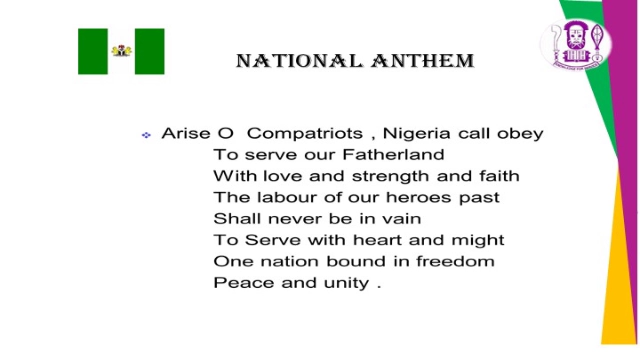 NATIONAL ANTHEM
Arise O Compatriots , Nigeria call obey
To serve our Fatherland
With love and strength and faith
The labour of our heroes past
Shall never be in vain
To Serve with heart and might
One nation bound in freedom
Peace and unity .